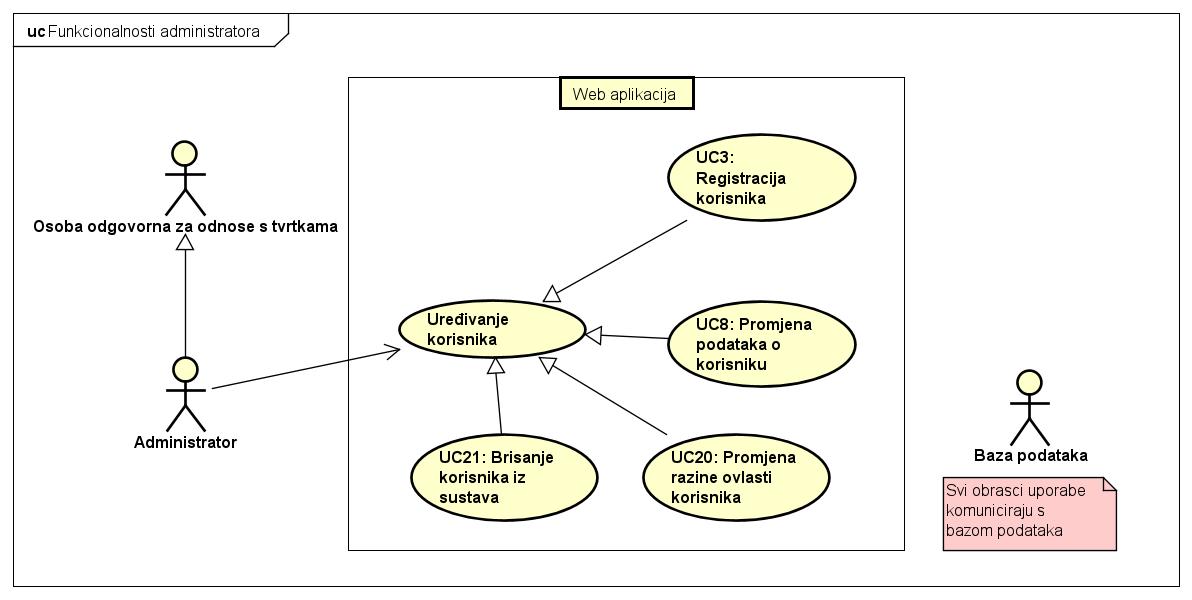 uc Funkcionalnosti administratora
Web aplikacija
UC3:
Registracija
korisnika
Osoba odgovorna za odnose s tvrtkama
Uređivanje
korisnika
UC8: Promjena
podataka o
korisniku
Administrator
UC21: Brisanje
korisnika iz
sustava
UC20: Promjena
razine ovlasti
korisnika
Baza podataka
Svi obrasci uporabe
komuniciraju s
bazom podataka